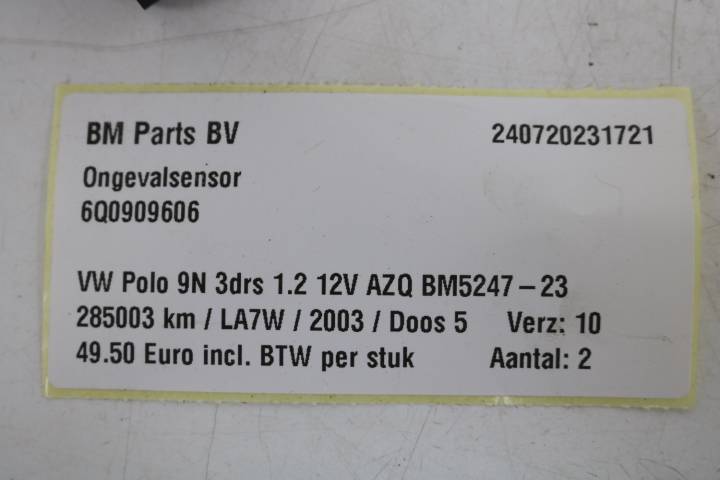 BM Parts BV 240720231721
Ongevalsensor
6Q0909606
VW Polo 9N 3drs 1.2 12V AZQ BM5247-23
285003 km / LA7W / 2003 / Doos 5 Verz: 10
49.50 Euro incl. BTW per stuk Aantal: 2